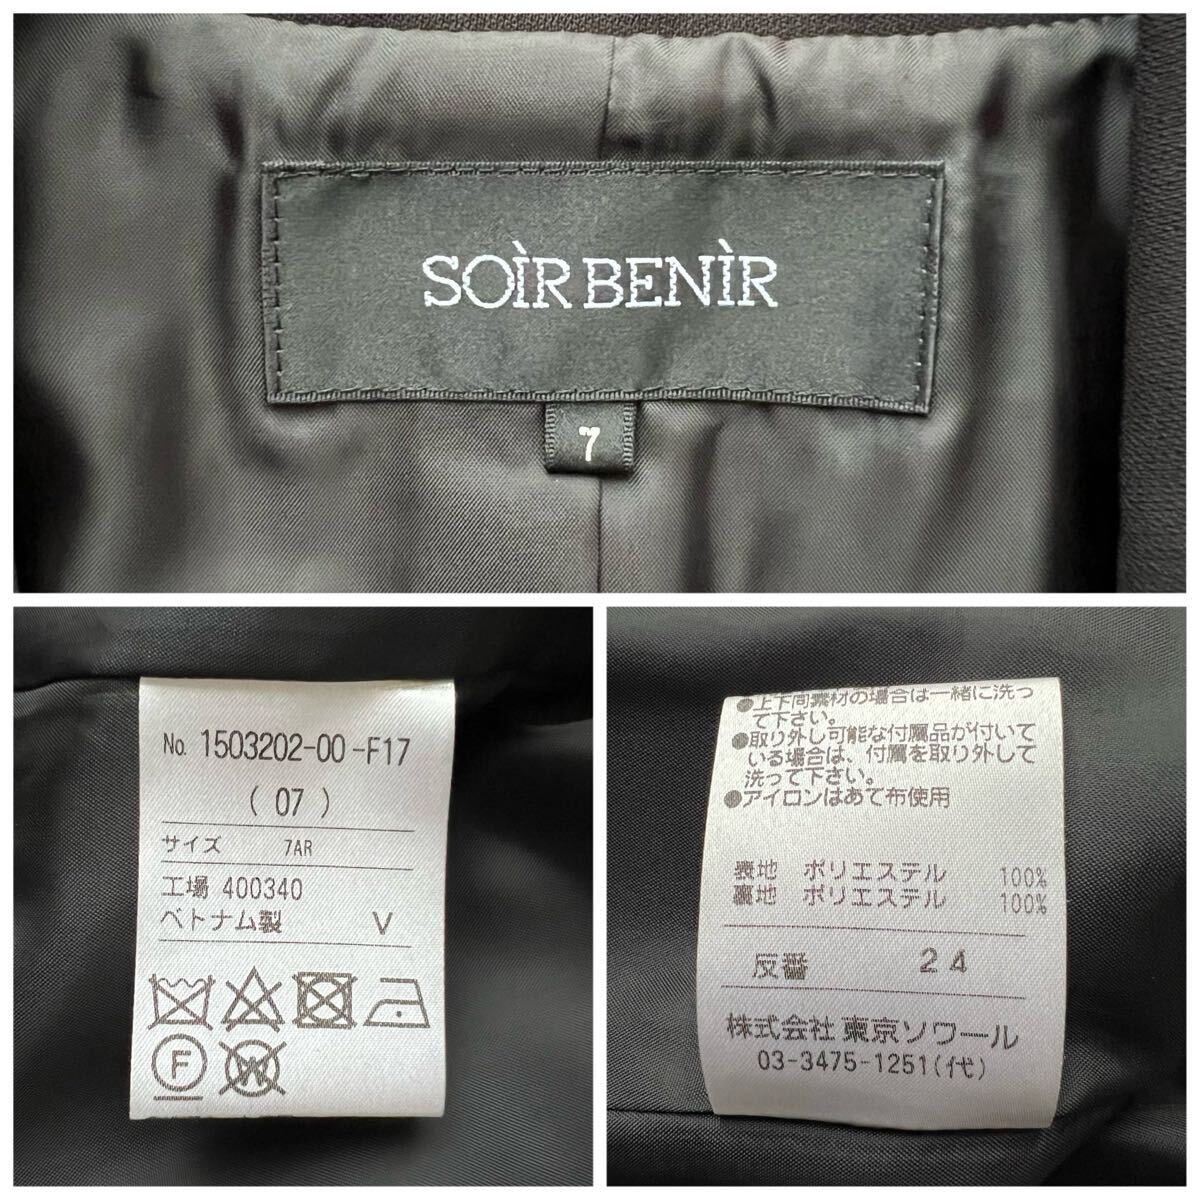 SOÌR BENÌR
7
No. 1503202-00-F17
( 07 )
サイズ 7AR
工場 400340
ベトナム製 V
F W
●上下同素材の場合は一緒に洗っ
て下さい。
●取り外し可能な付属品が付いて
いる場合は、付属を取り外して
洗って下さい。
●アイロンはあて布使用
表地 ポリエステル 100%
裏地 ポリエステル 100%
反番 24
株式会社 東京ソワール
03-3475-1251(代)